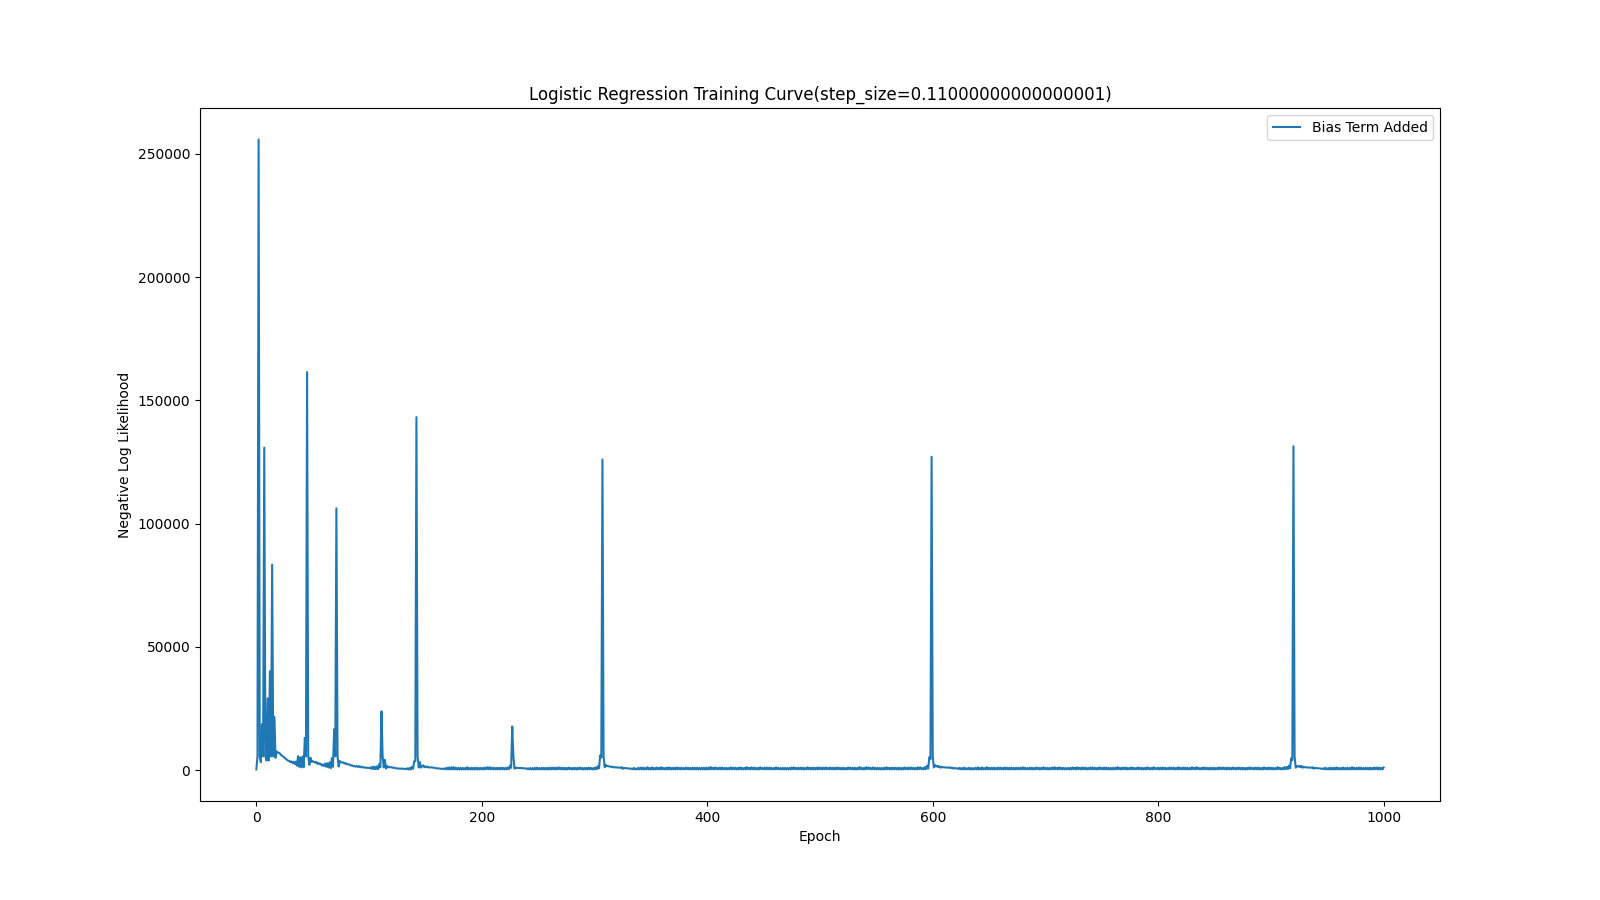 Logistic Regression Training Curve(step_size=0.11000000000000001)
Bias Term Added
250000
200000
150000
100000
50000
0
Negative Log Likelihood
0 200 400 600 800 1000
Epoch